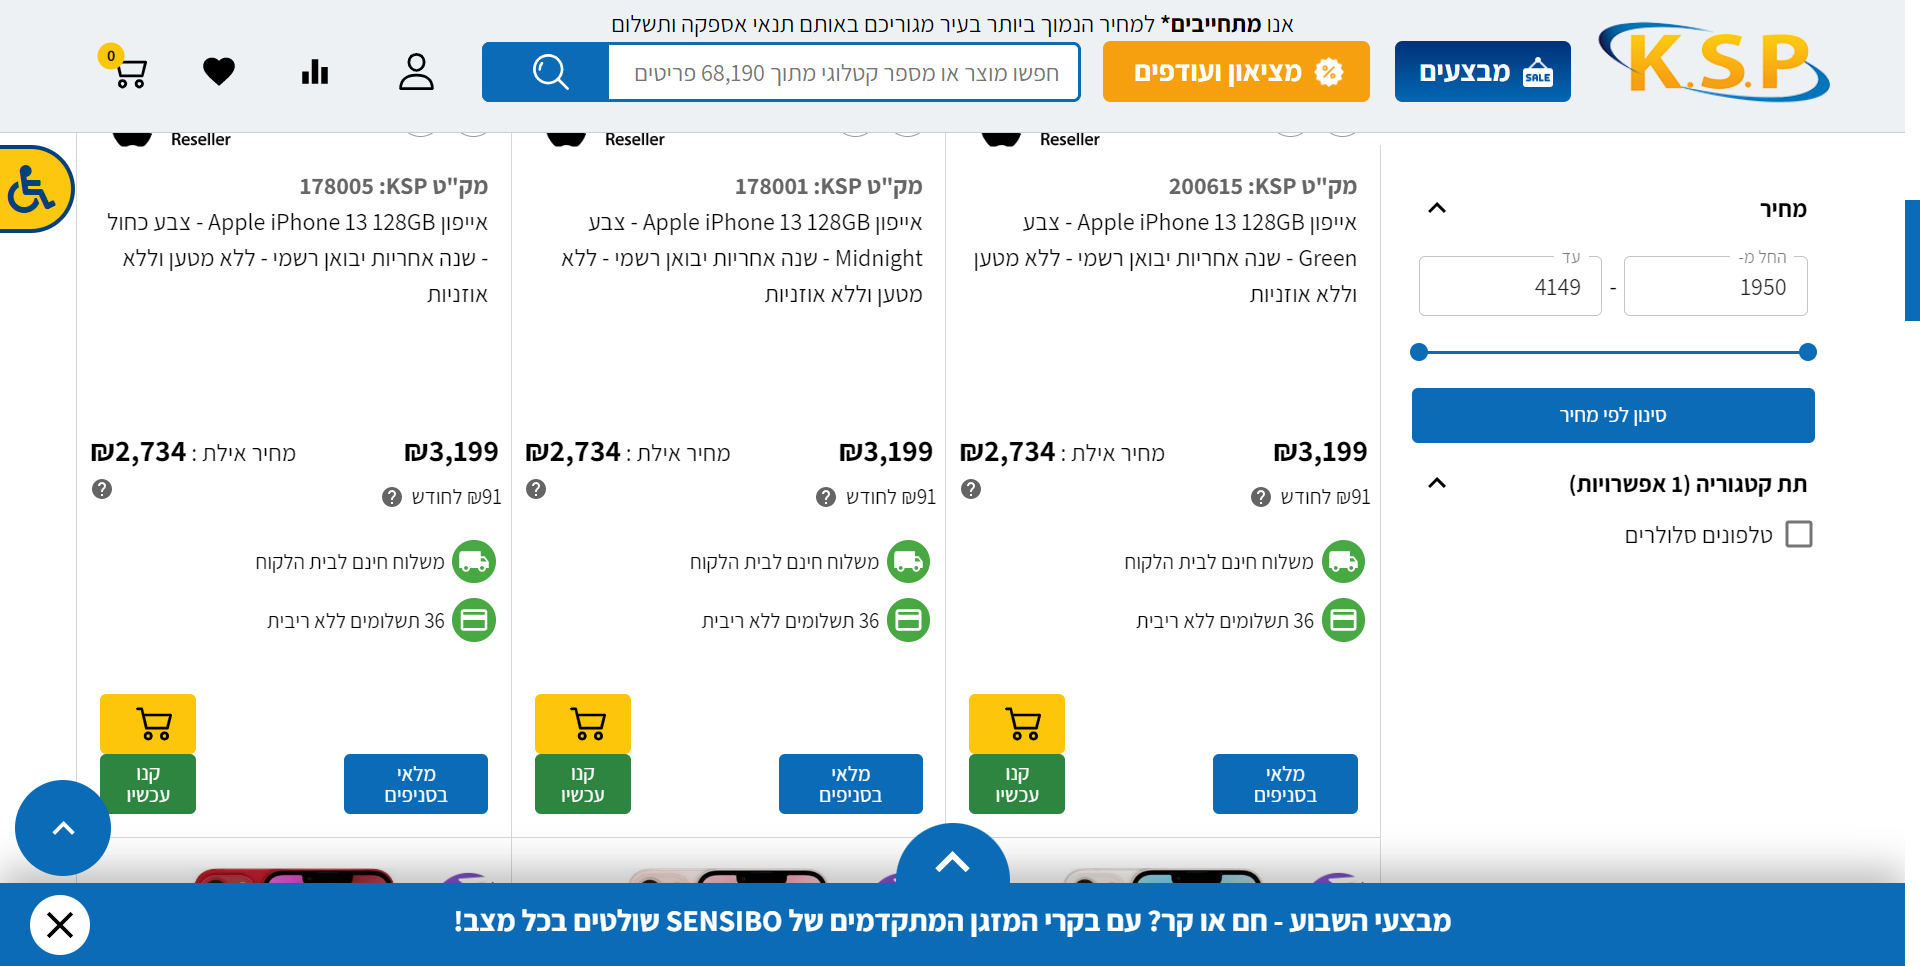 אנו מתחייבים* למחיר הנמוך ביותר בעיר מגוריכם באותם תנאי אספקה ותשלום
K.S.P
מבצעים
SALE
מציאון ועודפים
חפשו מוצר או מספר קטלוגי מתוך 68,190 פריטים
0
מחיר
החל מ-
1950
-
עד
4149
סינון לפי מחיר
תת קטגוריה (1 אפשרויות)
טלפונים סלולרים
Reseller
מק"ט KSP: 200615
אייפון Apple iPhone 13 128GB - צבע
Green - שנה אחריות יבואן רשמי - ללא מטען
וללא אוזניות
₪3,199
מחיר אילת : ₪2,734
₪91 לחודש
משלוח חינם לבית הלקוח
36 תשלומים ללא ריבית
מלאי
בסניפים
קנו
עכשיו
Reseller
מק"ט KSP: 178001
אייפון Apple iPhone 13 128GB - צבע
Midnight - שנה אחריות יבואן רשמי - ללא
מטען וללא אוזניות
₪3,199
מחיר אילת : ₪2,734
₪91 לחודש
משלוח חינם לבית הלקוח
36 תשלומים ללא ריבית
מלאי
בסניפים
קנו
עכשיו
Reseller
מק"ט KSP: 178005
אייפון Apple iPhone 13 128GB - צבע כחול
- שנה אחריות יבואן רשמי - ללא מטען וללא
אוזניות
₪3,199
מחיר אילת : ₪2,734
₪91 לחודש
משלוח חינם לבית הלקוח
36 תשלומים ללא ריבית
מלאי
בסניפים
קנו
עכשיו
מבצעי השבוע - חם או קר? עם בקרי המזגן המתקדמים של SENSIBO שולטים בכל מצב!